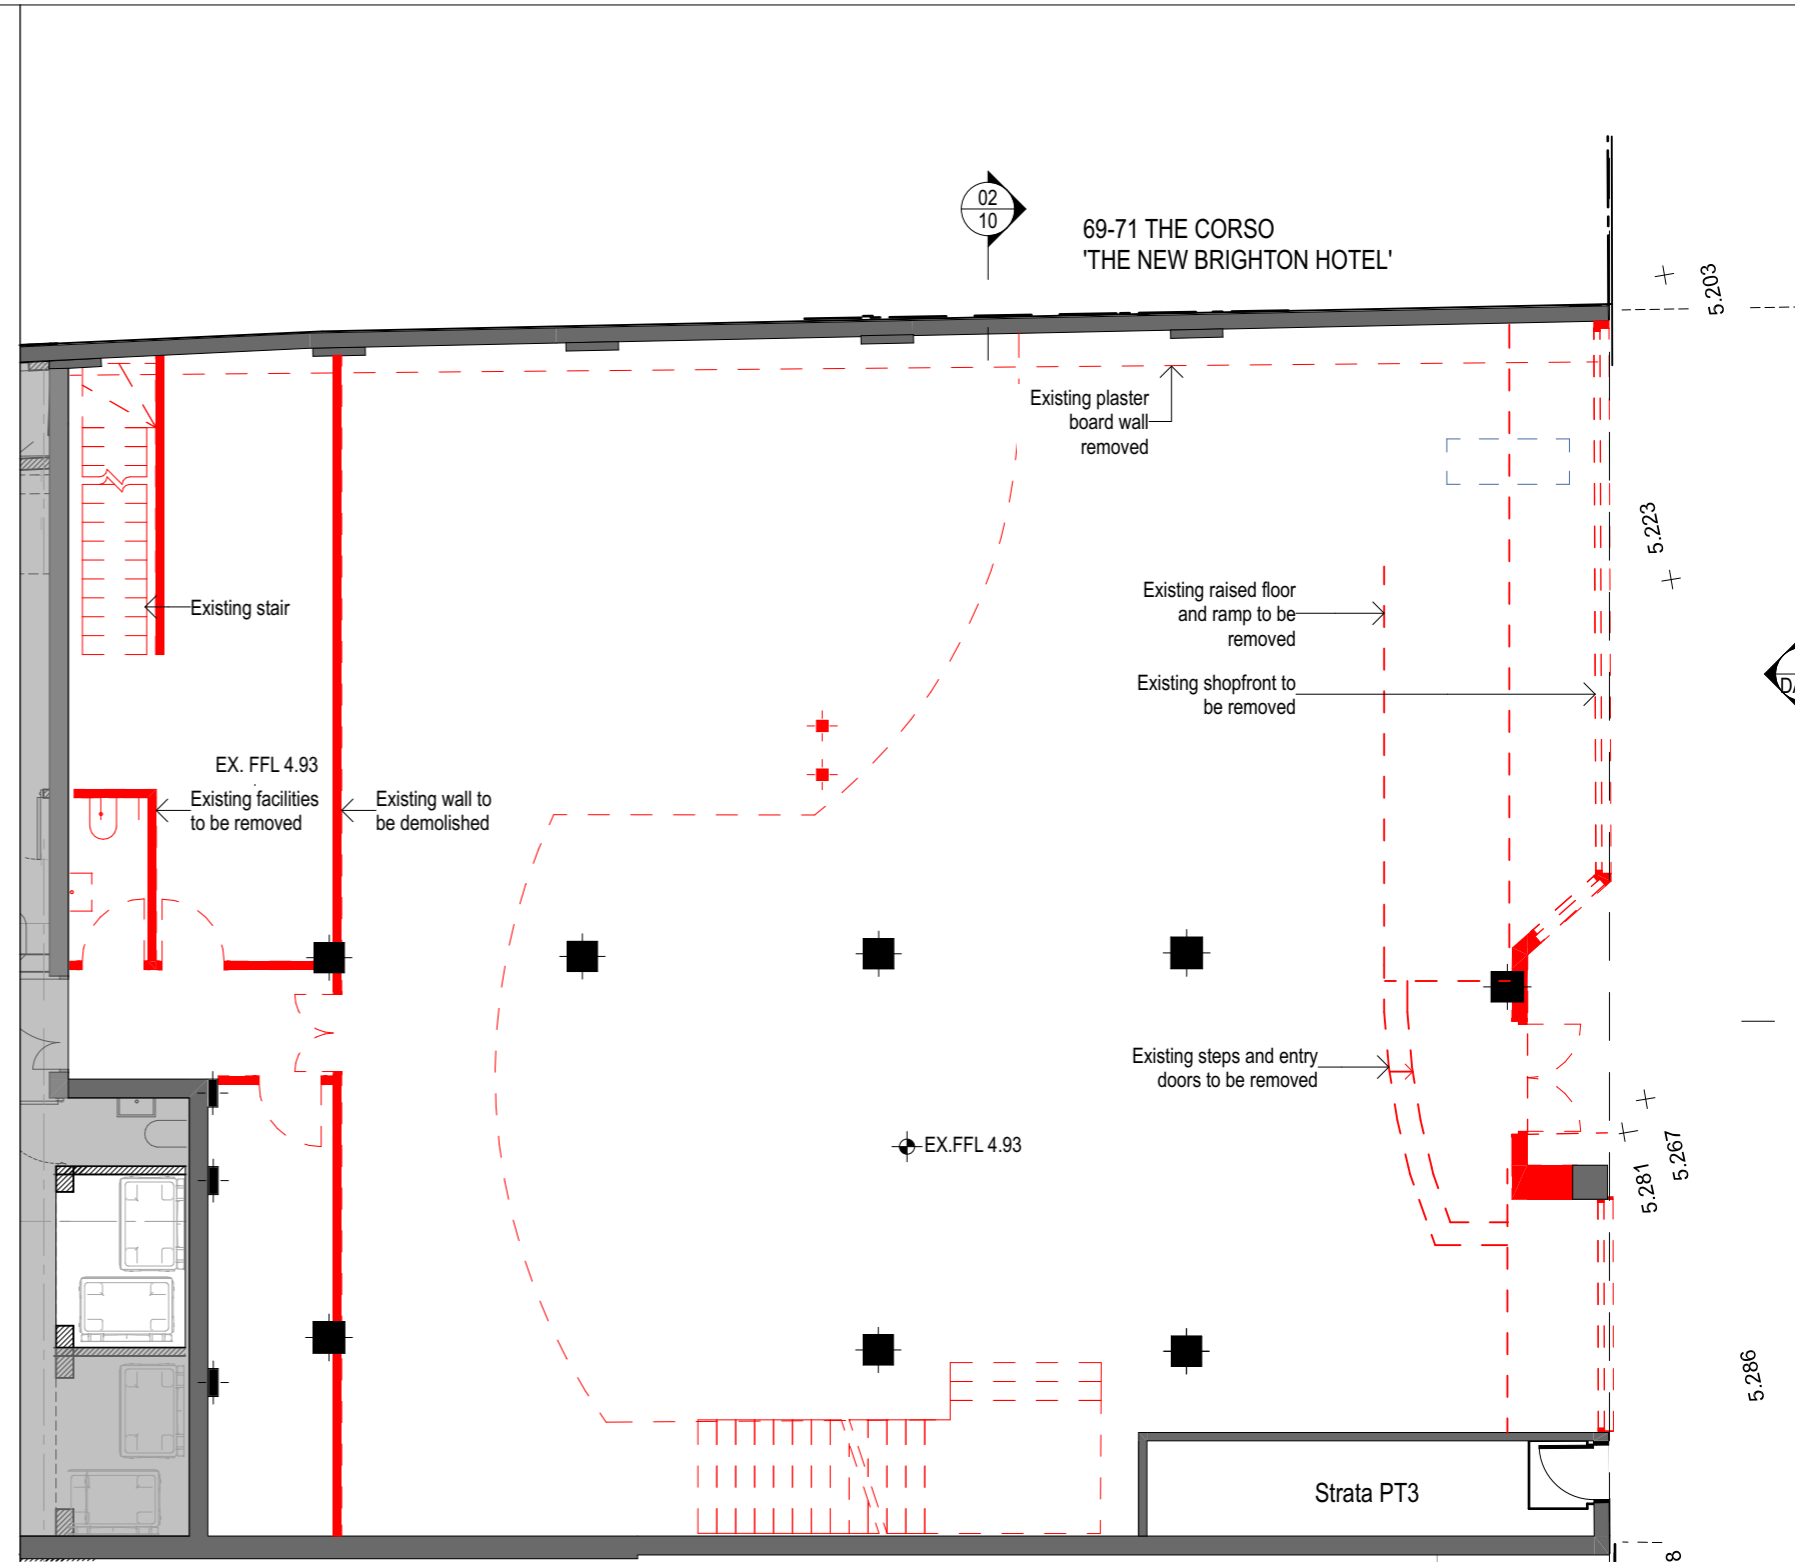 02
10
69-71 THE CORSO
'THE NEW BRIGHTON HOTEL'
5.203
Existing plaster
board wall
removed
5.223
Existing stair
Existing raised floor
and ramp to be
removed
Existing shopfront to
be removed
EX. FFL 4.93
Existing facilities
to be removed
Existing wall to
be demolished
Existing steps and entry
doors to be removed
EX.FFL 4.93
5.267
5.281
5.286
Strata PT3
8